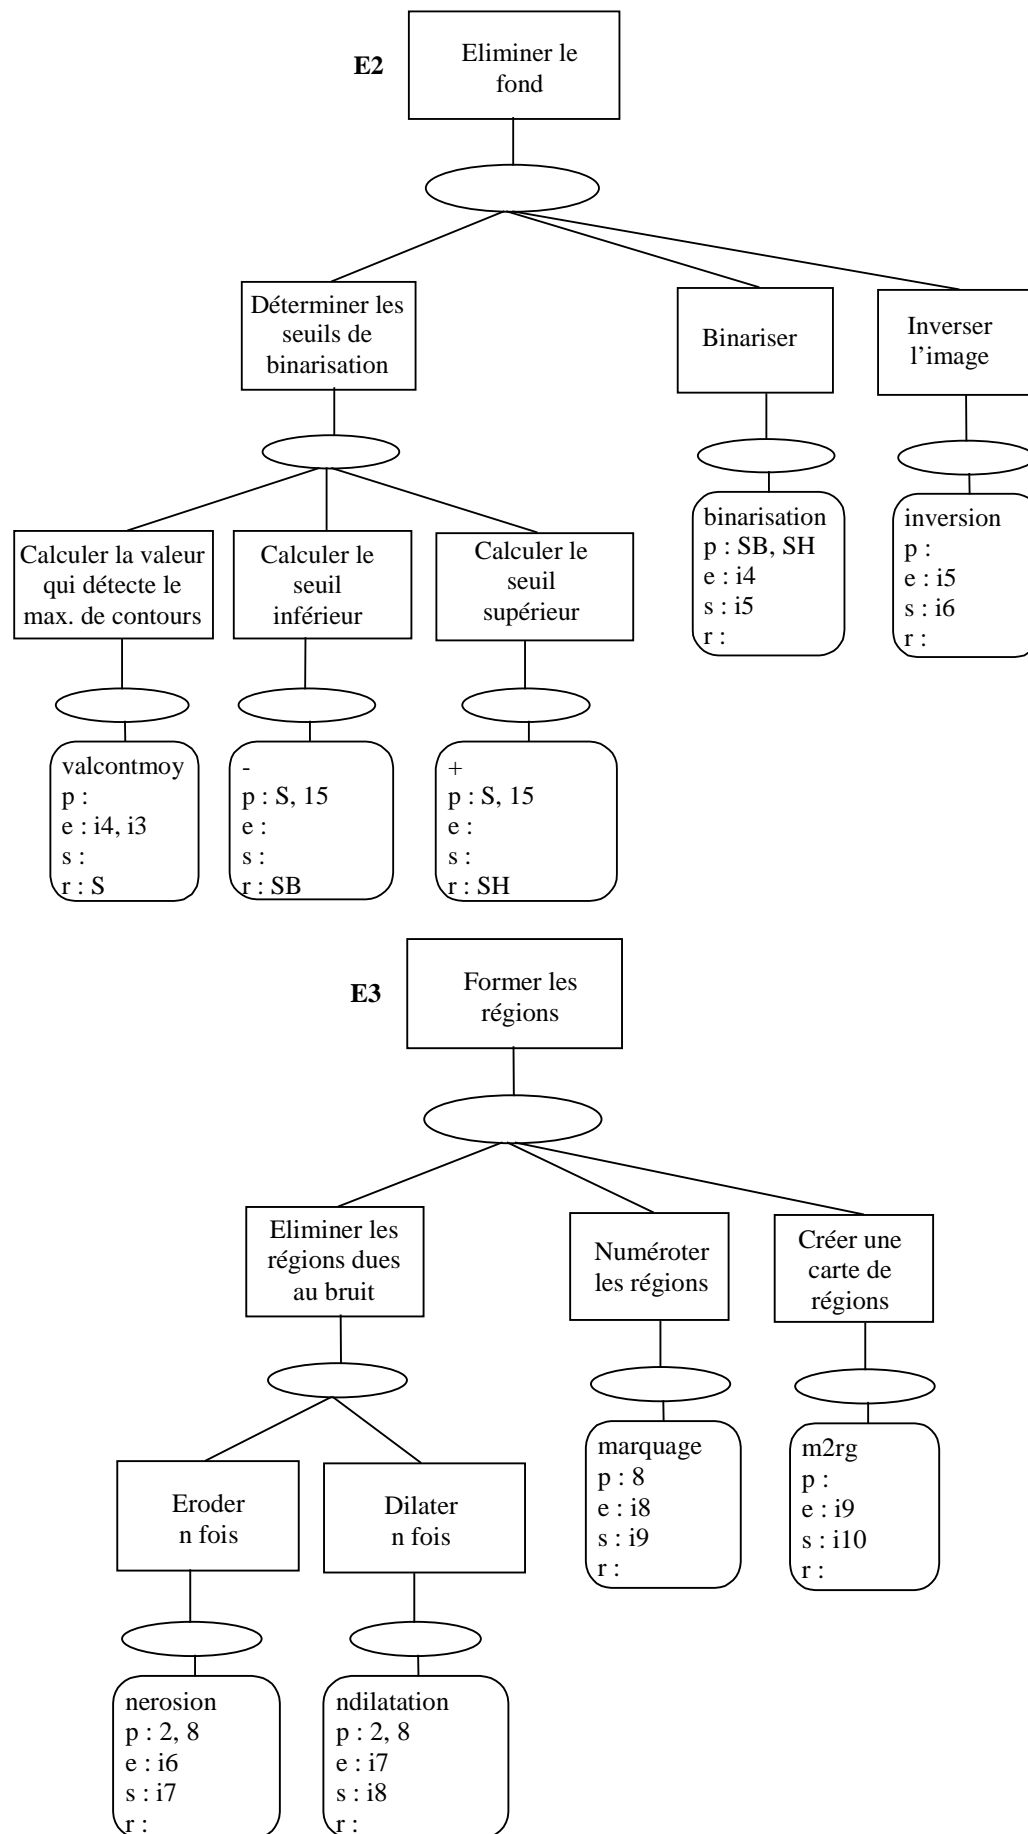 E2
Eliminer le
fond
Déterminer les
seuils de
binarisation
Binariser
Inverser
l’image
Calculer la valeur
qui détecte le
max. de contours
Calculer le
seuil
inférieur
Calculer le
seuil
supérieur
binarisation
p : SB, SH
e : i4
s : i5
r :
inversion
p :
e : i5
s : i6
r :
valcontmoy
p :
e : i4, i3
s :
r : S
-
p : S, 15
e :
s :
r : SB
+
p : S, 15
e :
s :
r : SH
E3
Former les
régions
Eliminer les
régions dues
au bruit
Numéroter
les régions
Créer une
carte de
régions
Eroder
n fois
Dilater
n fois
marquage
p : 8
e : i8
s : i9
r :
m2rg
p :
e : i9
s : i10
r :
nerosion
p : 2, 8
e : i6
s : i7
r :
ndilatation
p : 2, 8
e : i7
s : i8
r :